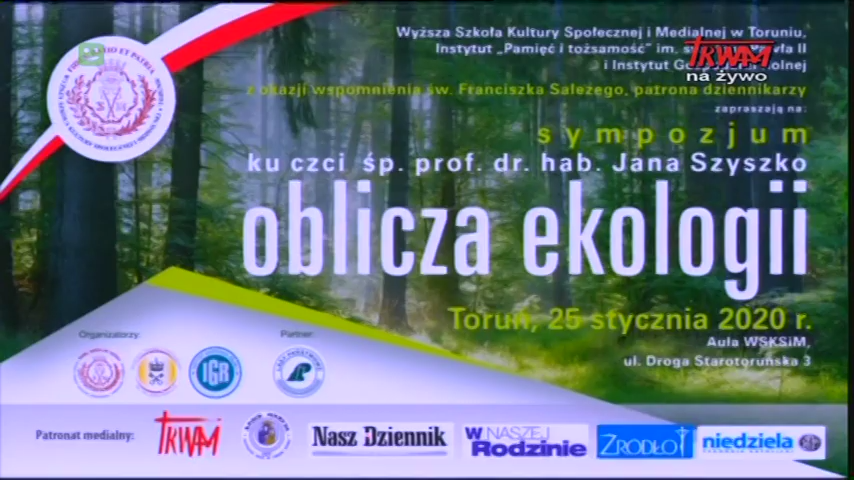 Wyższa Szkoła Kultury Społecznej i Medialnej w Toruniu,
Instytut „Pamięć i tożsamość” im. II
i Instytut
TRWAM
na żywo
z okazji wspomnienia św. Franciszka Salezego, patrona dziennikarzy
zapraszają na:
sympozjum
ku czci śp. prof. dr. hab. Jana Szyszko
oblicza ekologii
Toruń, 25 stycznia 2020 r.
Aula WSKSiM,
ul. Droga Starotoruńska 3
Organizatorzy:
Partner:
IGR
Patronat medialny:
TRWAM
Nasz Dziennik
W NASZEJ
Rodzinie
ŹRÓDŁO
niedziela